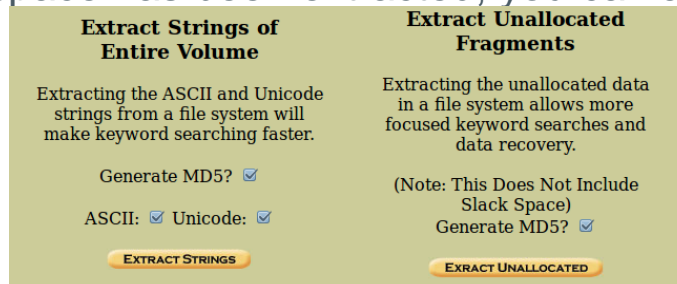 Extract Strings of
Entire Volume
Extracting the ASCII and Unicode
strings from a file system will
make keyword searching faster.
Generate MD5?
ASCII: Unicode:
EXTRACT STRINGS
Extract Unallocated
Fragments
Extracting the unallocated data
in a file system allows more
focused keyword searches and
data recovery.
(Note: This Does Not Include
Slack Space)
Generate MD5?
EXRACT UNALLOCATED